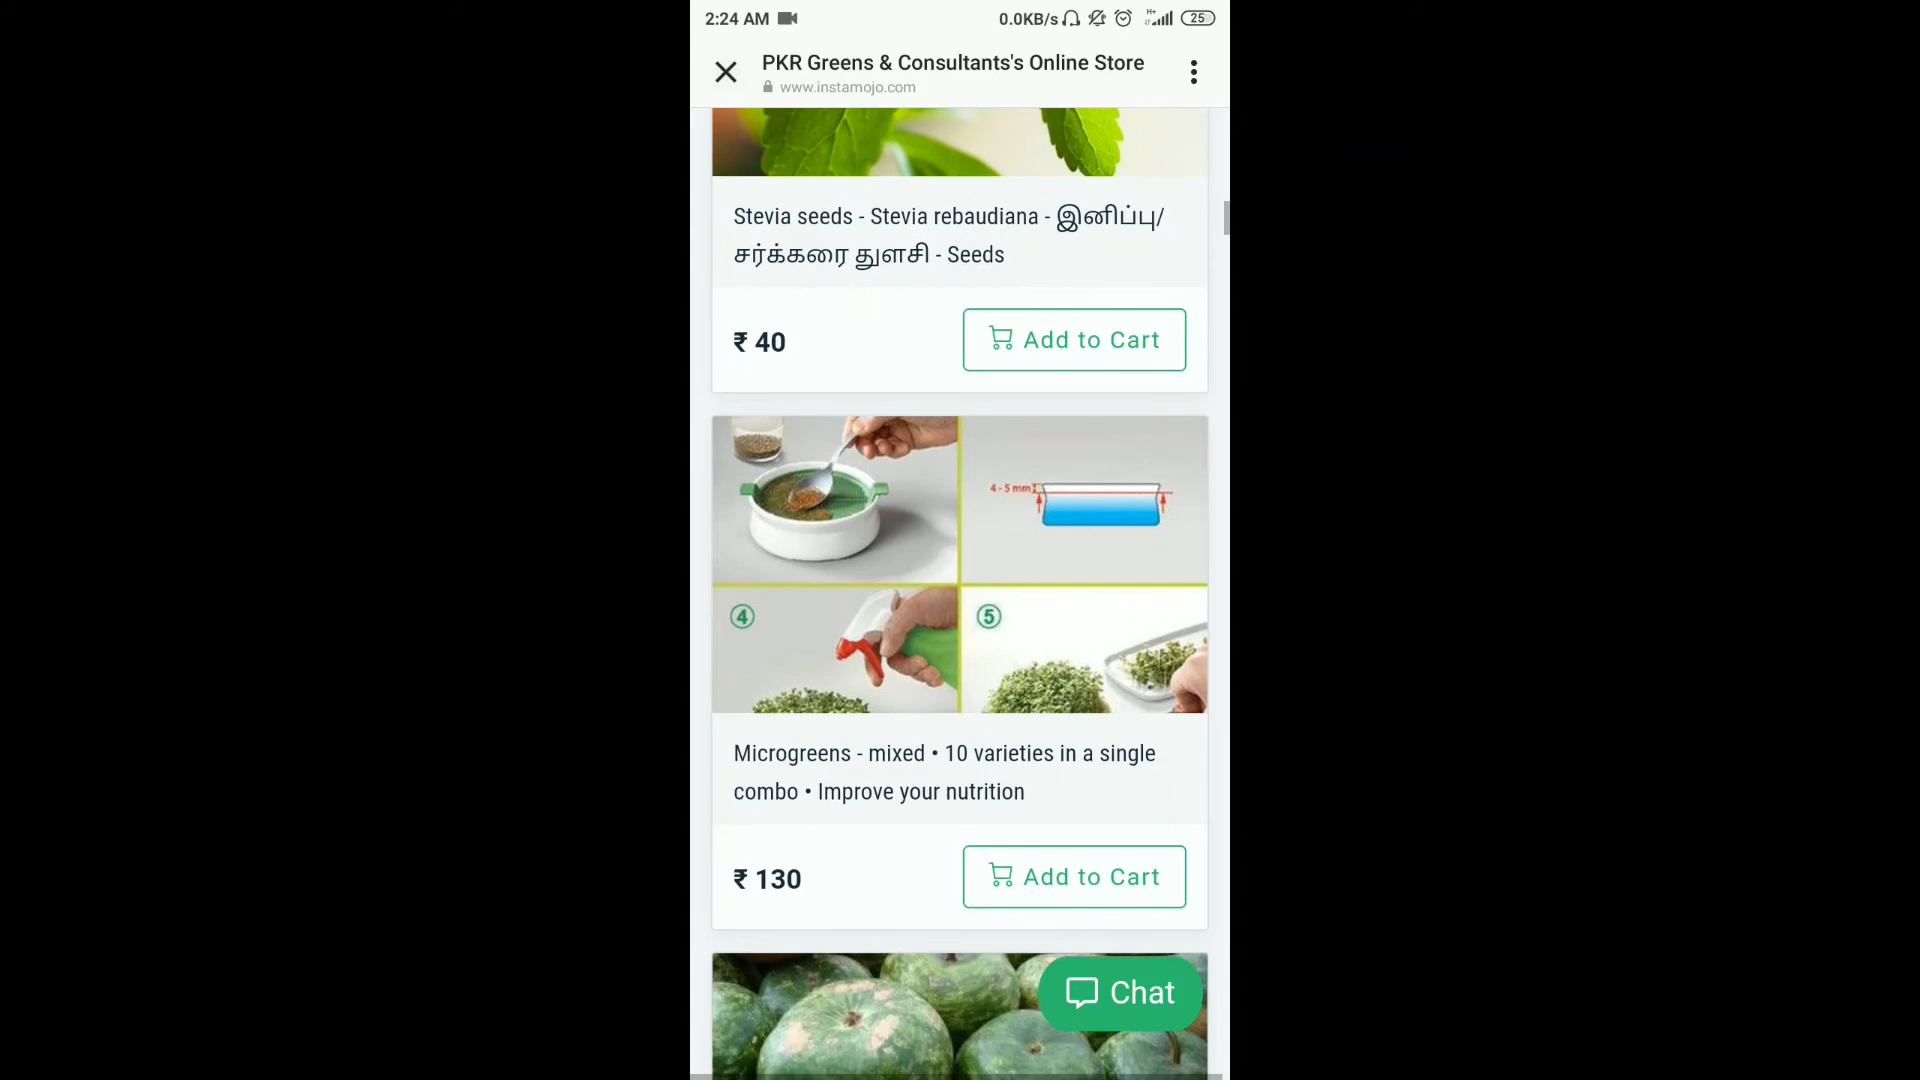 2:24 AM 0.0KB/s H+ 25
PKR Greens & Consultants's Online Store
www.instamojo.com
Stevia seeds - Stevia rebaudiana - இனிப்பு/
சர்க்கரை துளசி - Seeds
₹ 40 Add to Cart
4 - 5 mm
4 5
Microgreens - mixed • 10 varieties in a single
combo • Improve your nutrition
₹ 130 Add to Cart
Chat